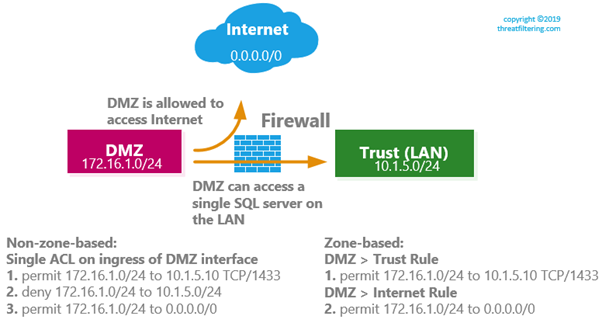 copyright ©2019
threatfiltering.com
Internet
0.0.0.0/0
DMZ is allowed to
access Internet
Firewall
DMZ
172.16.1.0/24
Trust (LAN)
10.1.5.0/24
DMZ can access a
single SQL server on
the LAN
Non-zone-based:
Single ACL on ingress of DMZ interface
1. permit 172.16.1.0/24 to 10.1.5.10 TCP/1433
2. deny 172.16.1.0/24 to 10.1.5.0/24
3. permit 172.16.1.0/24 to 0.0.0.0/0
Zone-based:
DMZ > Trust Rule
1. permit 172.16.1.0/24 to 10.1.5.10 TCP/1433
DMZ > Internet Rule
2. permit 172.16.1.0/24 to 0.0.0.0/0